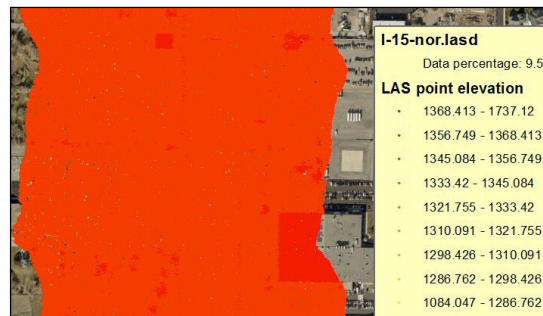 I-15-nor.lasd
Data percentage: 9.5
LAS point elevation
1368.413 - 1737.12
1356.749 - 1368.413
1345.084 - 1356.749
1333.42 - 1345.084
1321.755 - 1333.42
1310.091 - 1321.755
1298.426 - 1310.091
1286.762 - 1298.426
1084.047 - 1286.762